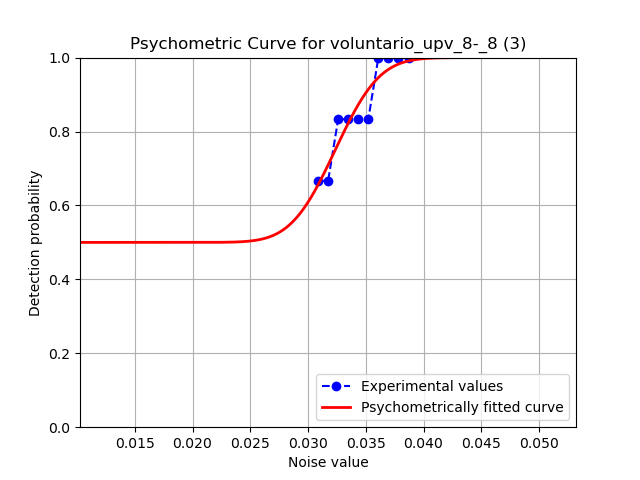 Psychometric Curve for voluntario_upv_8-_8 (3)
1.0
0.8
0.6
0.4
0.2
0.0
Detection probability
0.015 0.020 0.025 0.030 0.035 0.040 0.045 0.050
Noise value
Experimental values
Psychometrically fitted curve